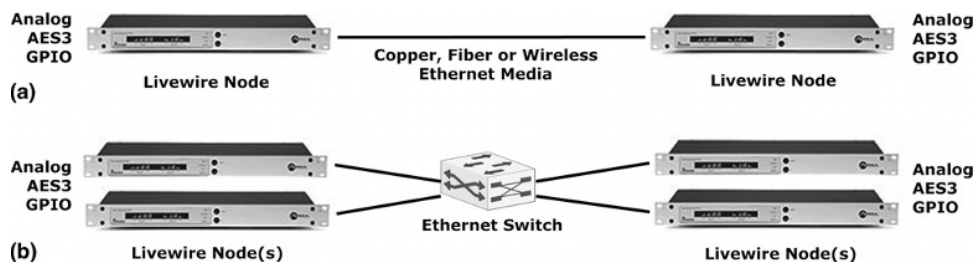 Analog
AES3
GPIO
Livewire Node
Copper, Fiber or Wireless
Ethernet Media
Livewire Node
Analog
AES3
GPIO
(a)
Analog
AES3
GPIO
Livewire Node(s)
Ethernet Switch
Livewire Node(s)
Analog
AES3
GPIO
(b)